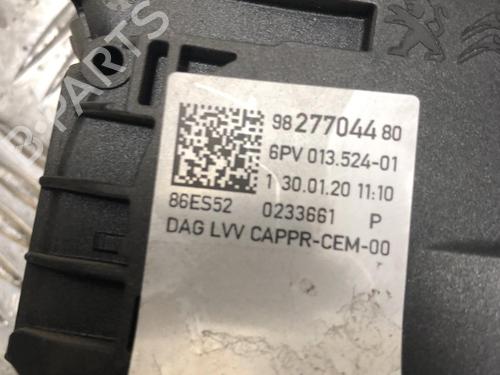 98 277044 80
6PV 013.524-01
1 30.01.20 11:10
86ES52 0233661 P
DAG LVV CAPPR-CEM-00